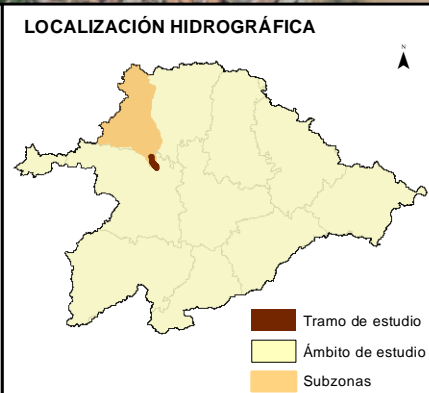 LOCALIZACIÓN HIDROGRÁFICA
N
Tramo de estudio
Ámbito de estudio
Subzonas